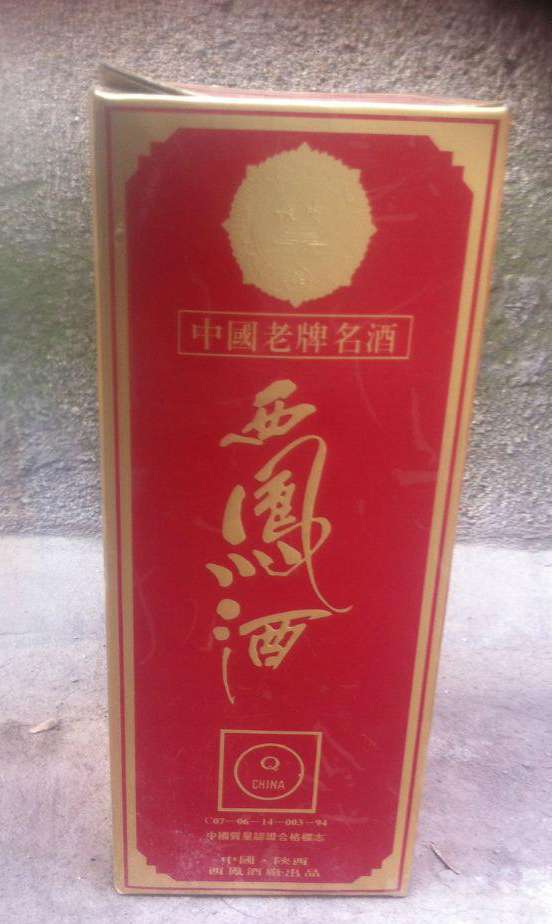 中國老牌名酒
西鳳酒
Q
CHINA
C07—06—14—003—94
中國質量認證合格標志
中國·陝西
西鳳酒廠出品